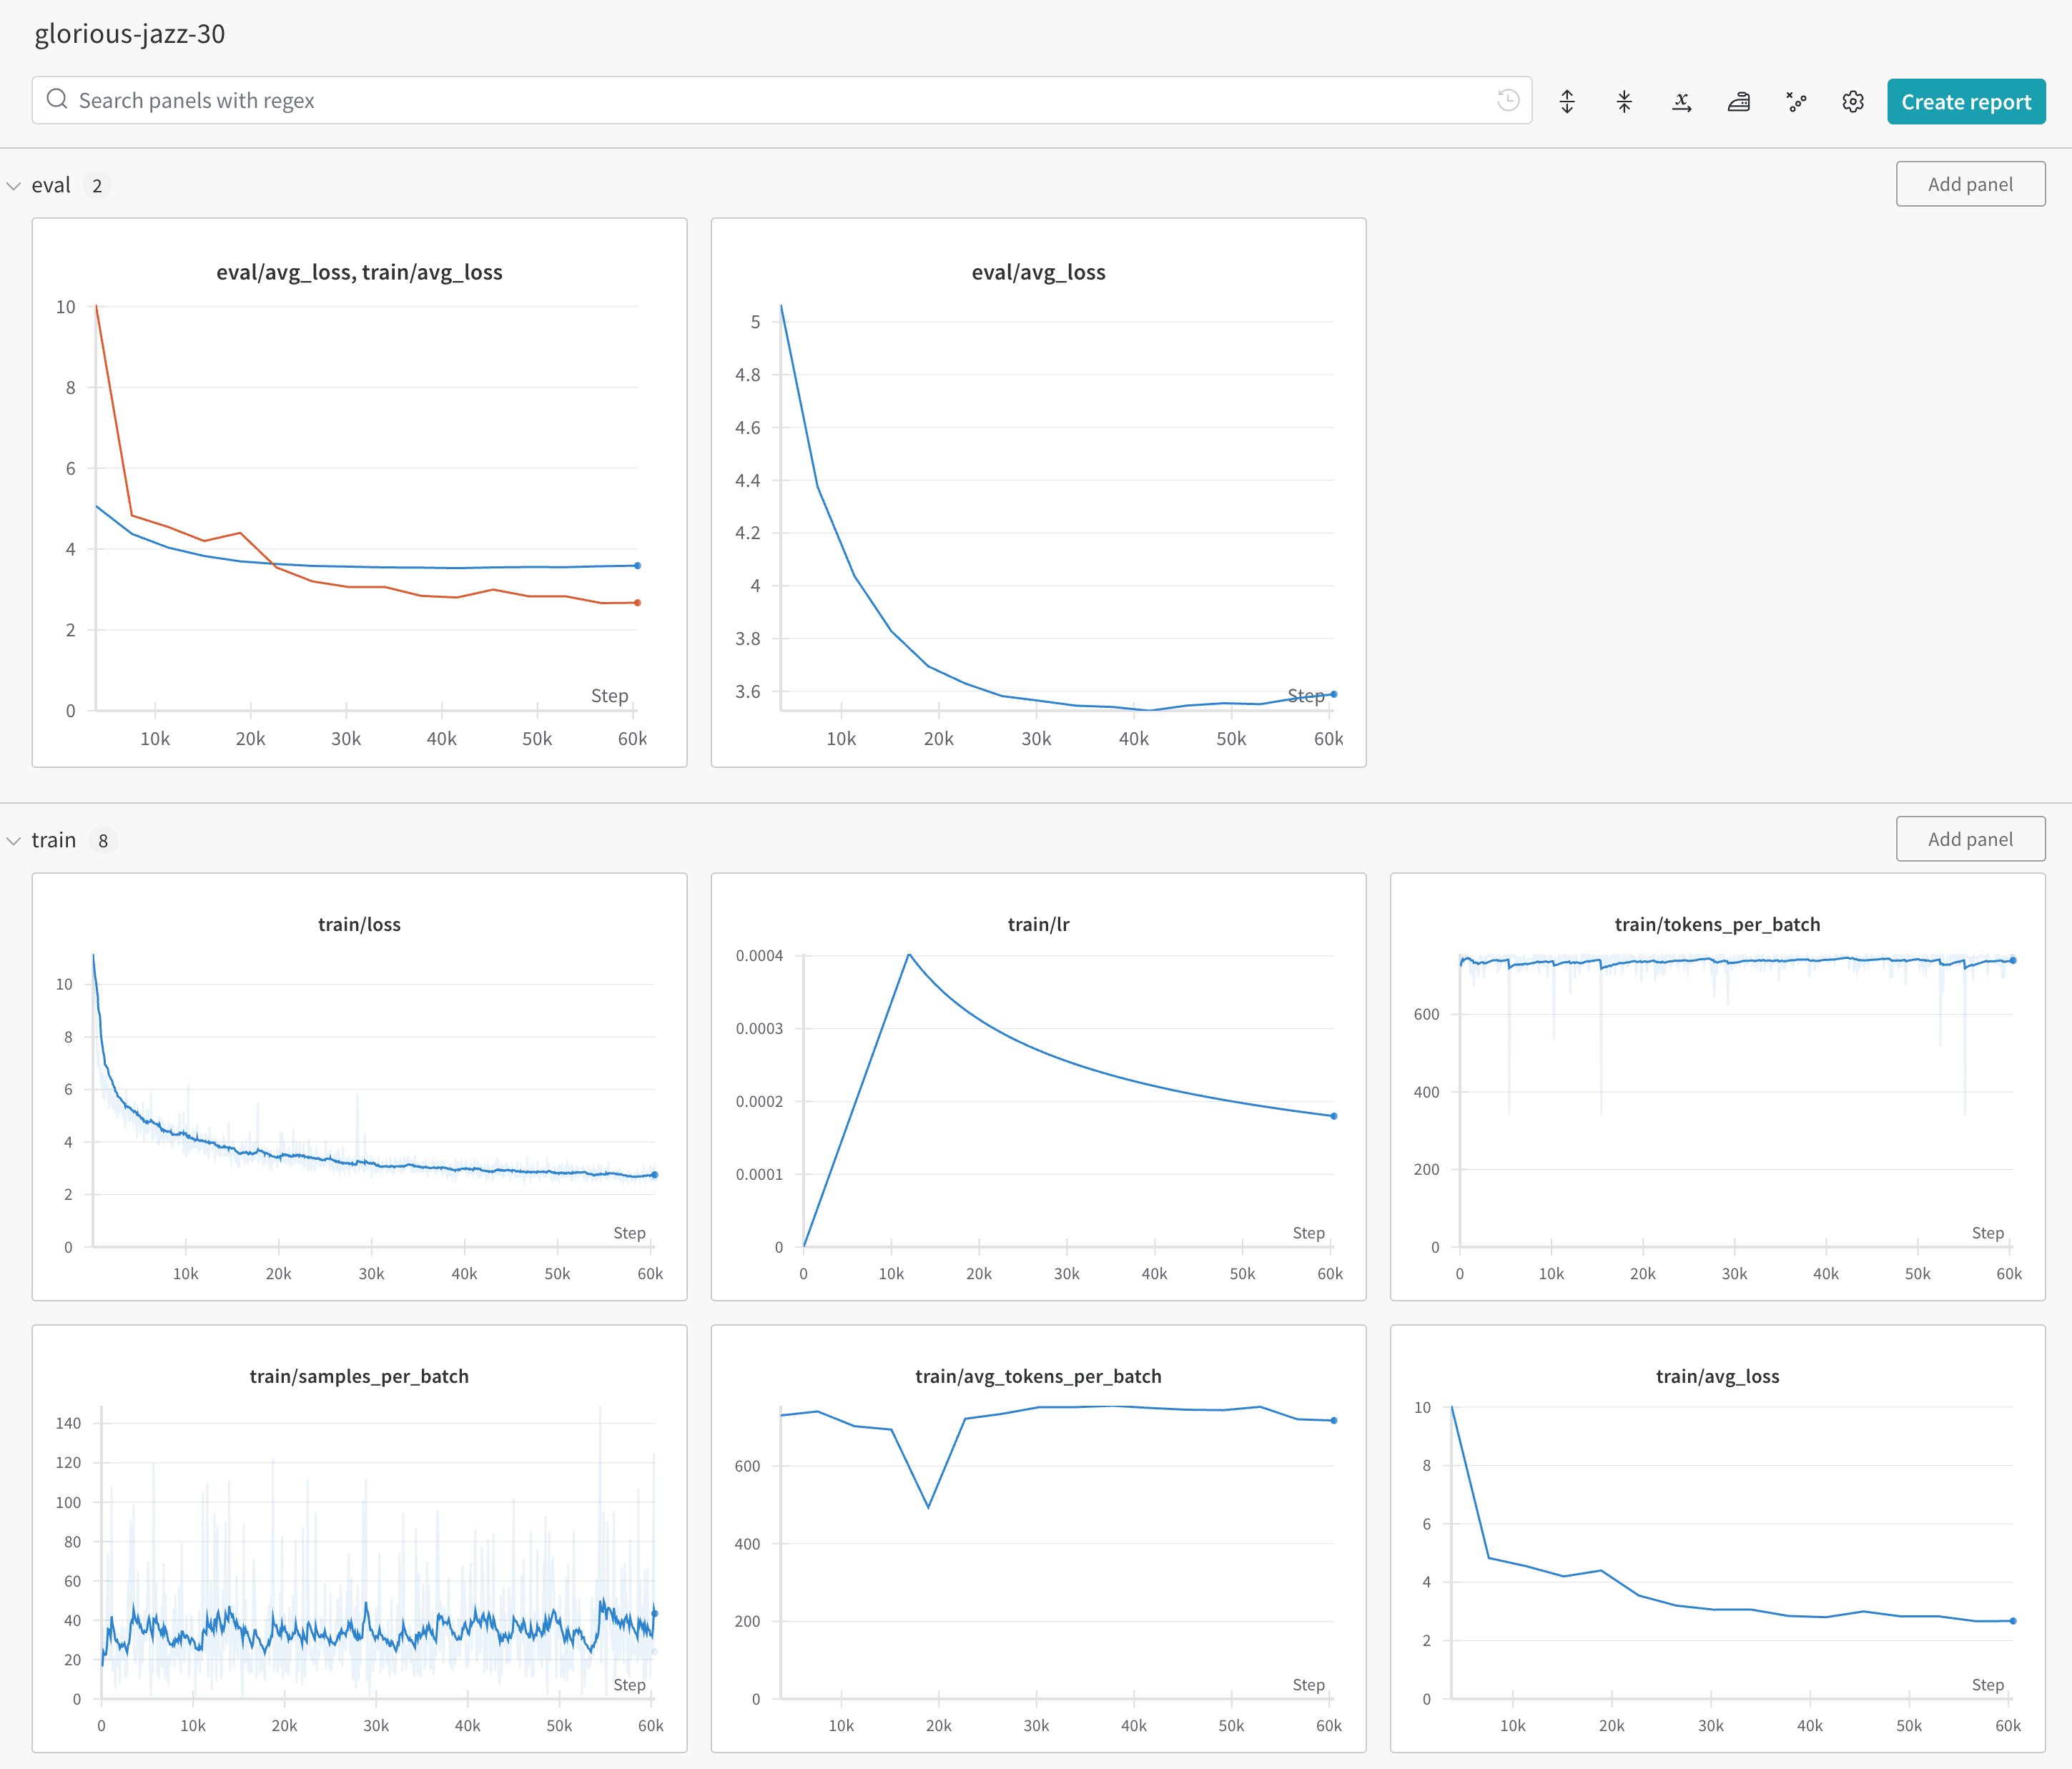 glorious-jazz-30
Search panels with regex
Create report
eval 2
Add panel
eval/avg_loss, train/avg_loss
10
8
6
4
2
0
Step
10k 20k 30k 40k 50k 60k
eval/avg_loss
5
4.8
4.6
4.4
4.2
4
3.8
3.6
Step
10k 20k 30k 40k 50k 60k
train 8
Add panel
train/loss
10
8
6
4
2
0
Step
10k 20k 30k 40k 50k 60k
train/lr
0.0004
0.0003
0.0002
0.0001
0
Step
0 10k 20k 30k 40k 50k 60k
train/tokens_per_batch
600
400
200
0
Step
0 10k 20k 30k 40k 50k 60k
train/samples_per_batch
140
120
100
80
60
40
20
0
Step
0 10k 20k 30k 40k 50k 60k
train/avg_tokens_per_batch
600
400
200
0
Step
10k 20k 30k 40k 50k 60k
train/avg_loss
10
8
6
4
2
0
Step
10k 20k 30k 40k 50k 60k